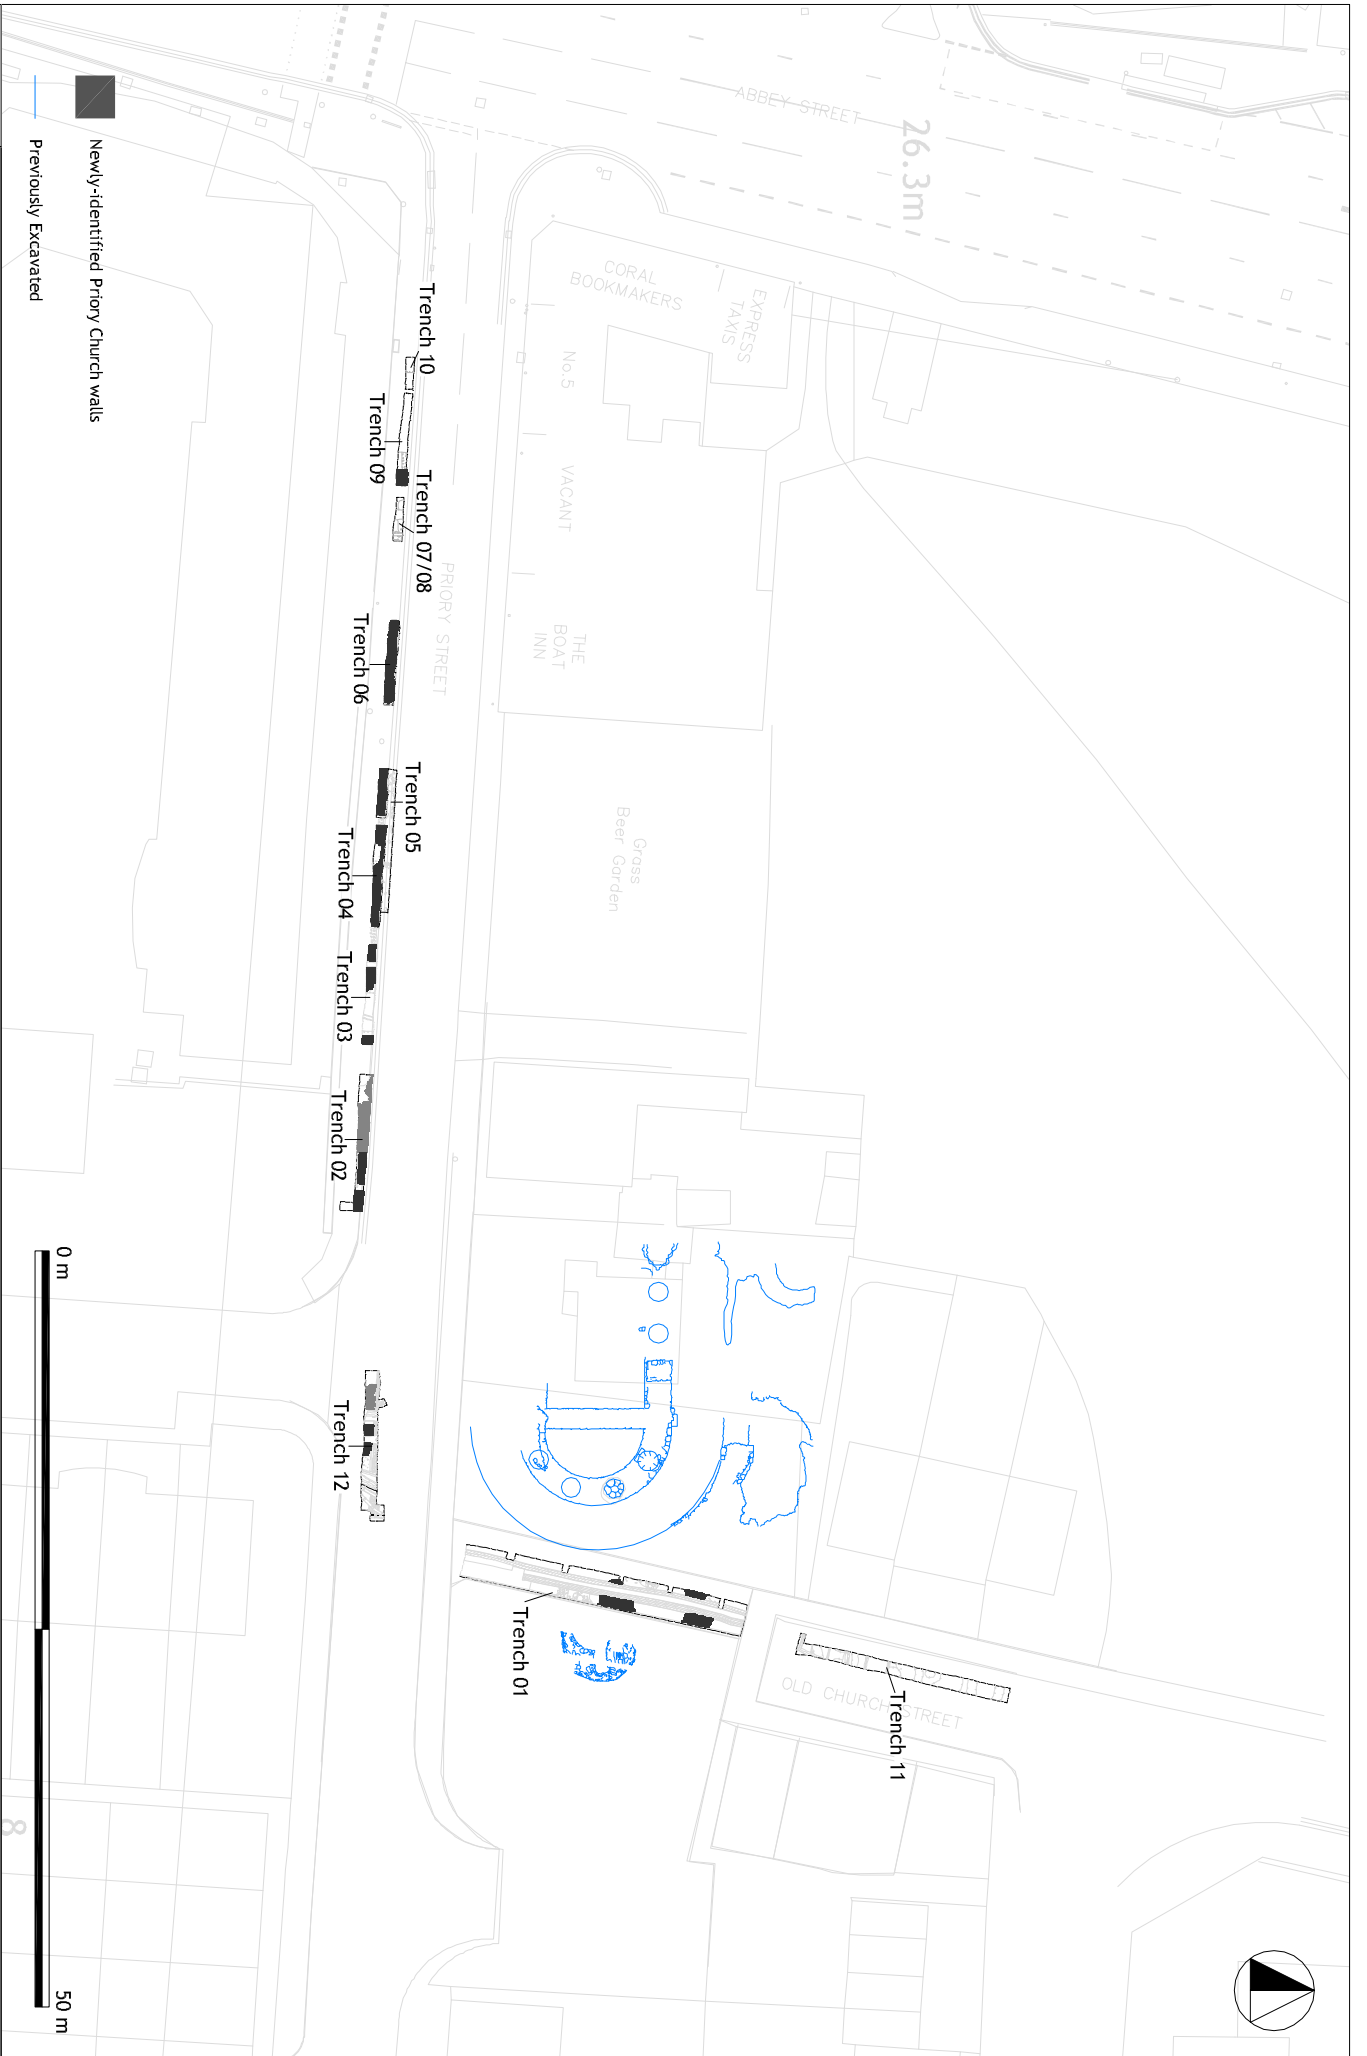 ABBEY STREET
26.3m
CORAL
BOOKMAKERS
EXPRESS
TAXIS
No.5
VACANT
THE
BOAT
INN
PRIORY STREET
Grass
Beer Garden
OLD CHURCH STREET
8
Trench 10
Trench 09
Trench 07/08
Trench 06
Trench 05
Trench 04
Trench 03
Trench 02
Trench 12
Trench 01
Trench 11
Newly-identified Priory Church walls
Previously Excavated
0 m
50 m